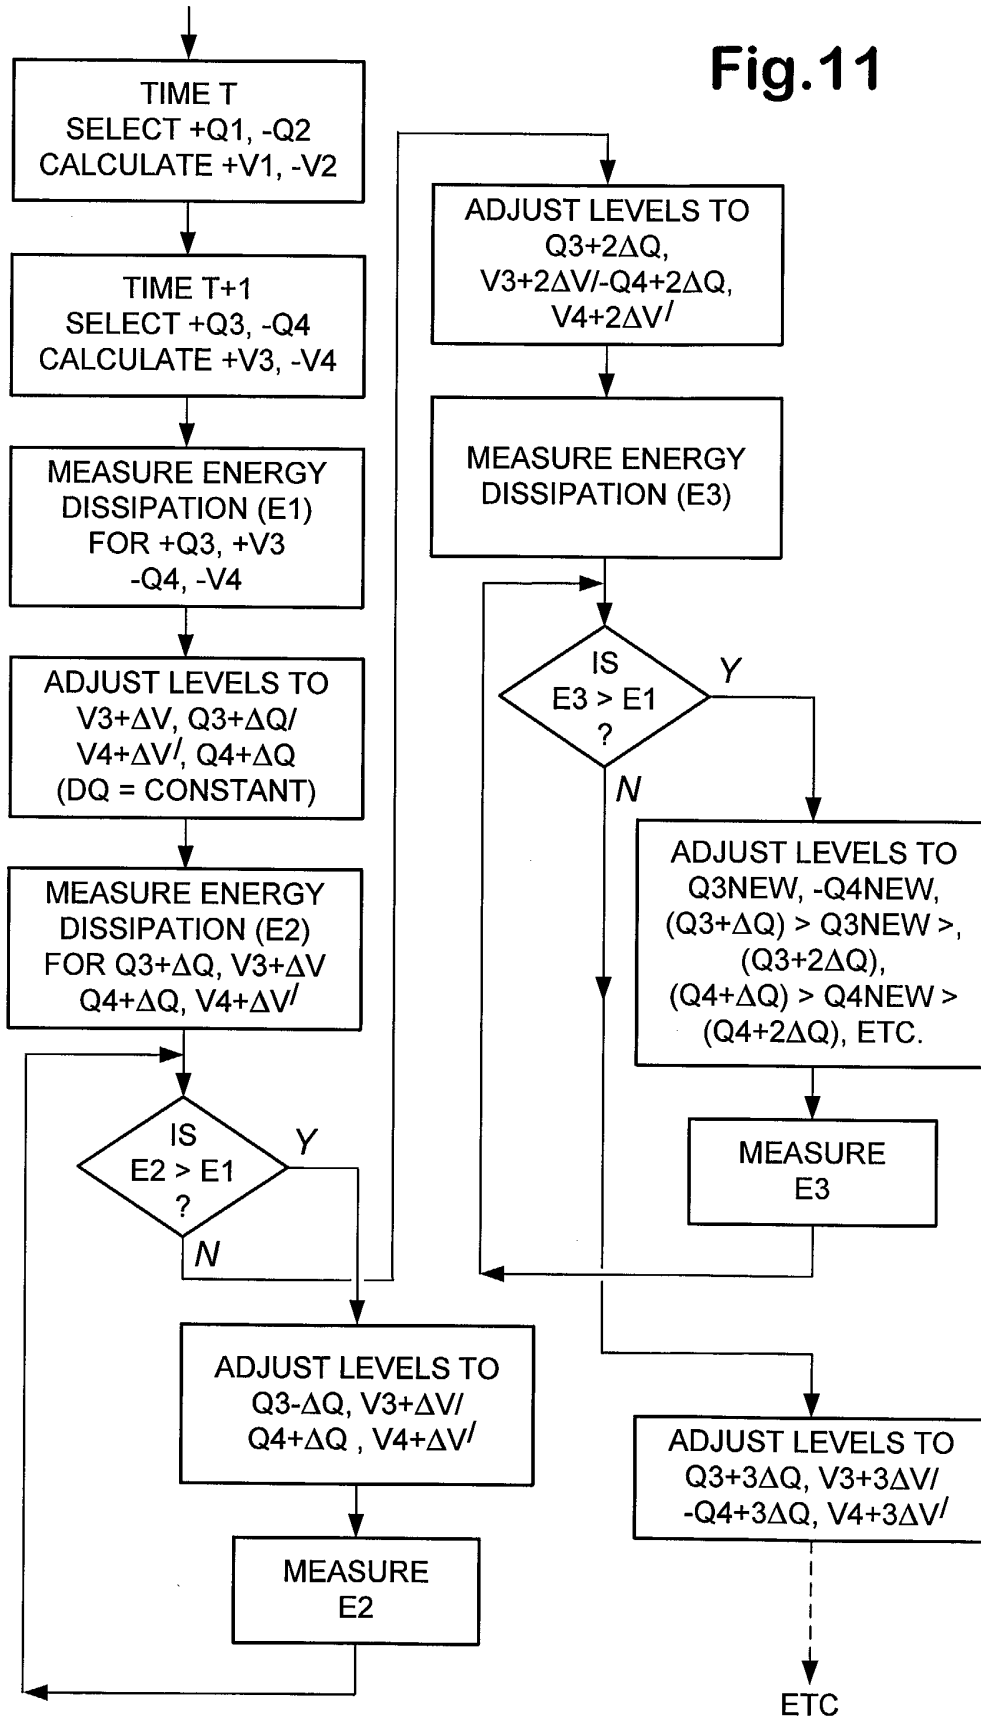 Fig.11
TIME T
SELECT +Q1, -Q2
CALCULATE +V1, -V2
TIME T+1
SELECT +Q3, -Q4
CALCULATE +V3, -V4
MEASURE ENERGY
DISSIPATION (E1)
FOR +Q3, +V3
-Q4, -V4
ADJUST LEVELS TO
V3+ΔV, Q3+ΔQ/
V4+ΔV/, Q4+ΔQ
(DQ = CONSTANT)
MEASURE ENERGY
DISSIPATION (E2)
FOR Q3+ΔQ, V3+ΔV
Q4+ΔQ, V4+ΔV/
IS
E2 > E1
?
Y
N
ADJUST LEVELS TO
Q3-ΔQ, V3+ΔV/
Q4+ΔQ , V4+ΔV/
MEASURE
E2
ADJUST LEVELS TO
Q3+2ΔQ,
V3+2ΔV/-Q4+2ΔQ,
V4+2ΔV/
MEASURE ENERGY
DISSIPATION (E3)
IS
E3 > E1
?
Y
N
ADJUST LEVELS TO
Q3NEW, -Q4NEW,
(Q3+ΔQ) > Q3NEW >,
(Q3+2ΔQ),
(Q4+ΔQ) > Q4NEW >
(Q4+2ΔQ), ETC.
MEASURE
E3
ADJUST LEVELS TO
Q3+3ΔQ, V3+3ΔV/
-Q4+3ΔQ, V4+3ΔV/
ETC